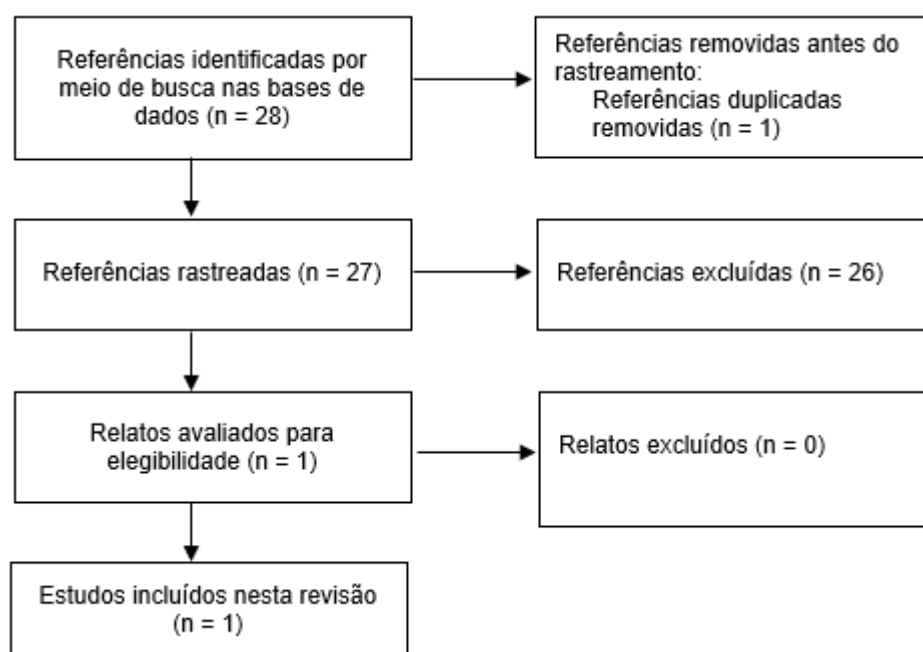 Referências identificadas por
meio de busca nas bases de
dados (n = 28)
Referências removidas antes do
rastreamento:
Referências duplicadas
removidas (n = 1)
Referências rastreadas (n = 27)
Referências excluídas (n = 26)
Relatos avaliados para
elegibilidade (n = 1)
Relatos excluídos (n = 0)
Estudos incluídos nesta revisão
(n = 1)